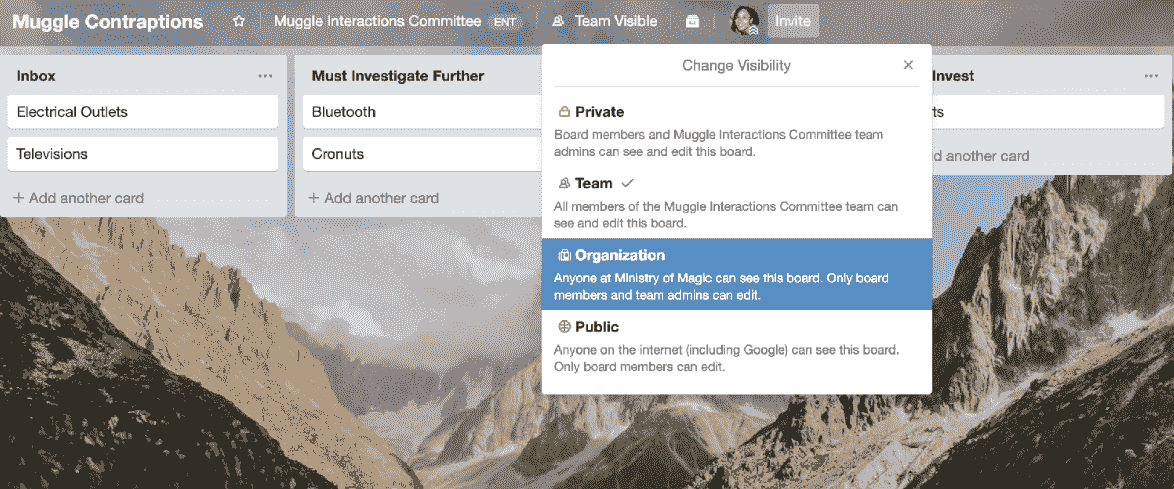 Muggle Contraptions Muggle Interactions Committee ENT Team Visible Invite
Inbox
Electrical Outlets
Televisions
+ Add another card
Must Investigate Further
Bluetooth
Cronuts
+ Add another card
Change Visibility
Private
Board members and Muggle Interactions Committee team
admins can see and edit this board.
Team
All members of the Muggle Interactions Committee team can
see and edit this board.
Organization
Anyone at Ministry of Magic can see this board. Only board
members and team admins can edit.
Public
Anyone on the internet (including Google) can see this board.
Only board members can edit.
Invest
another card